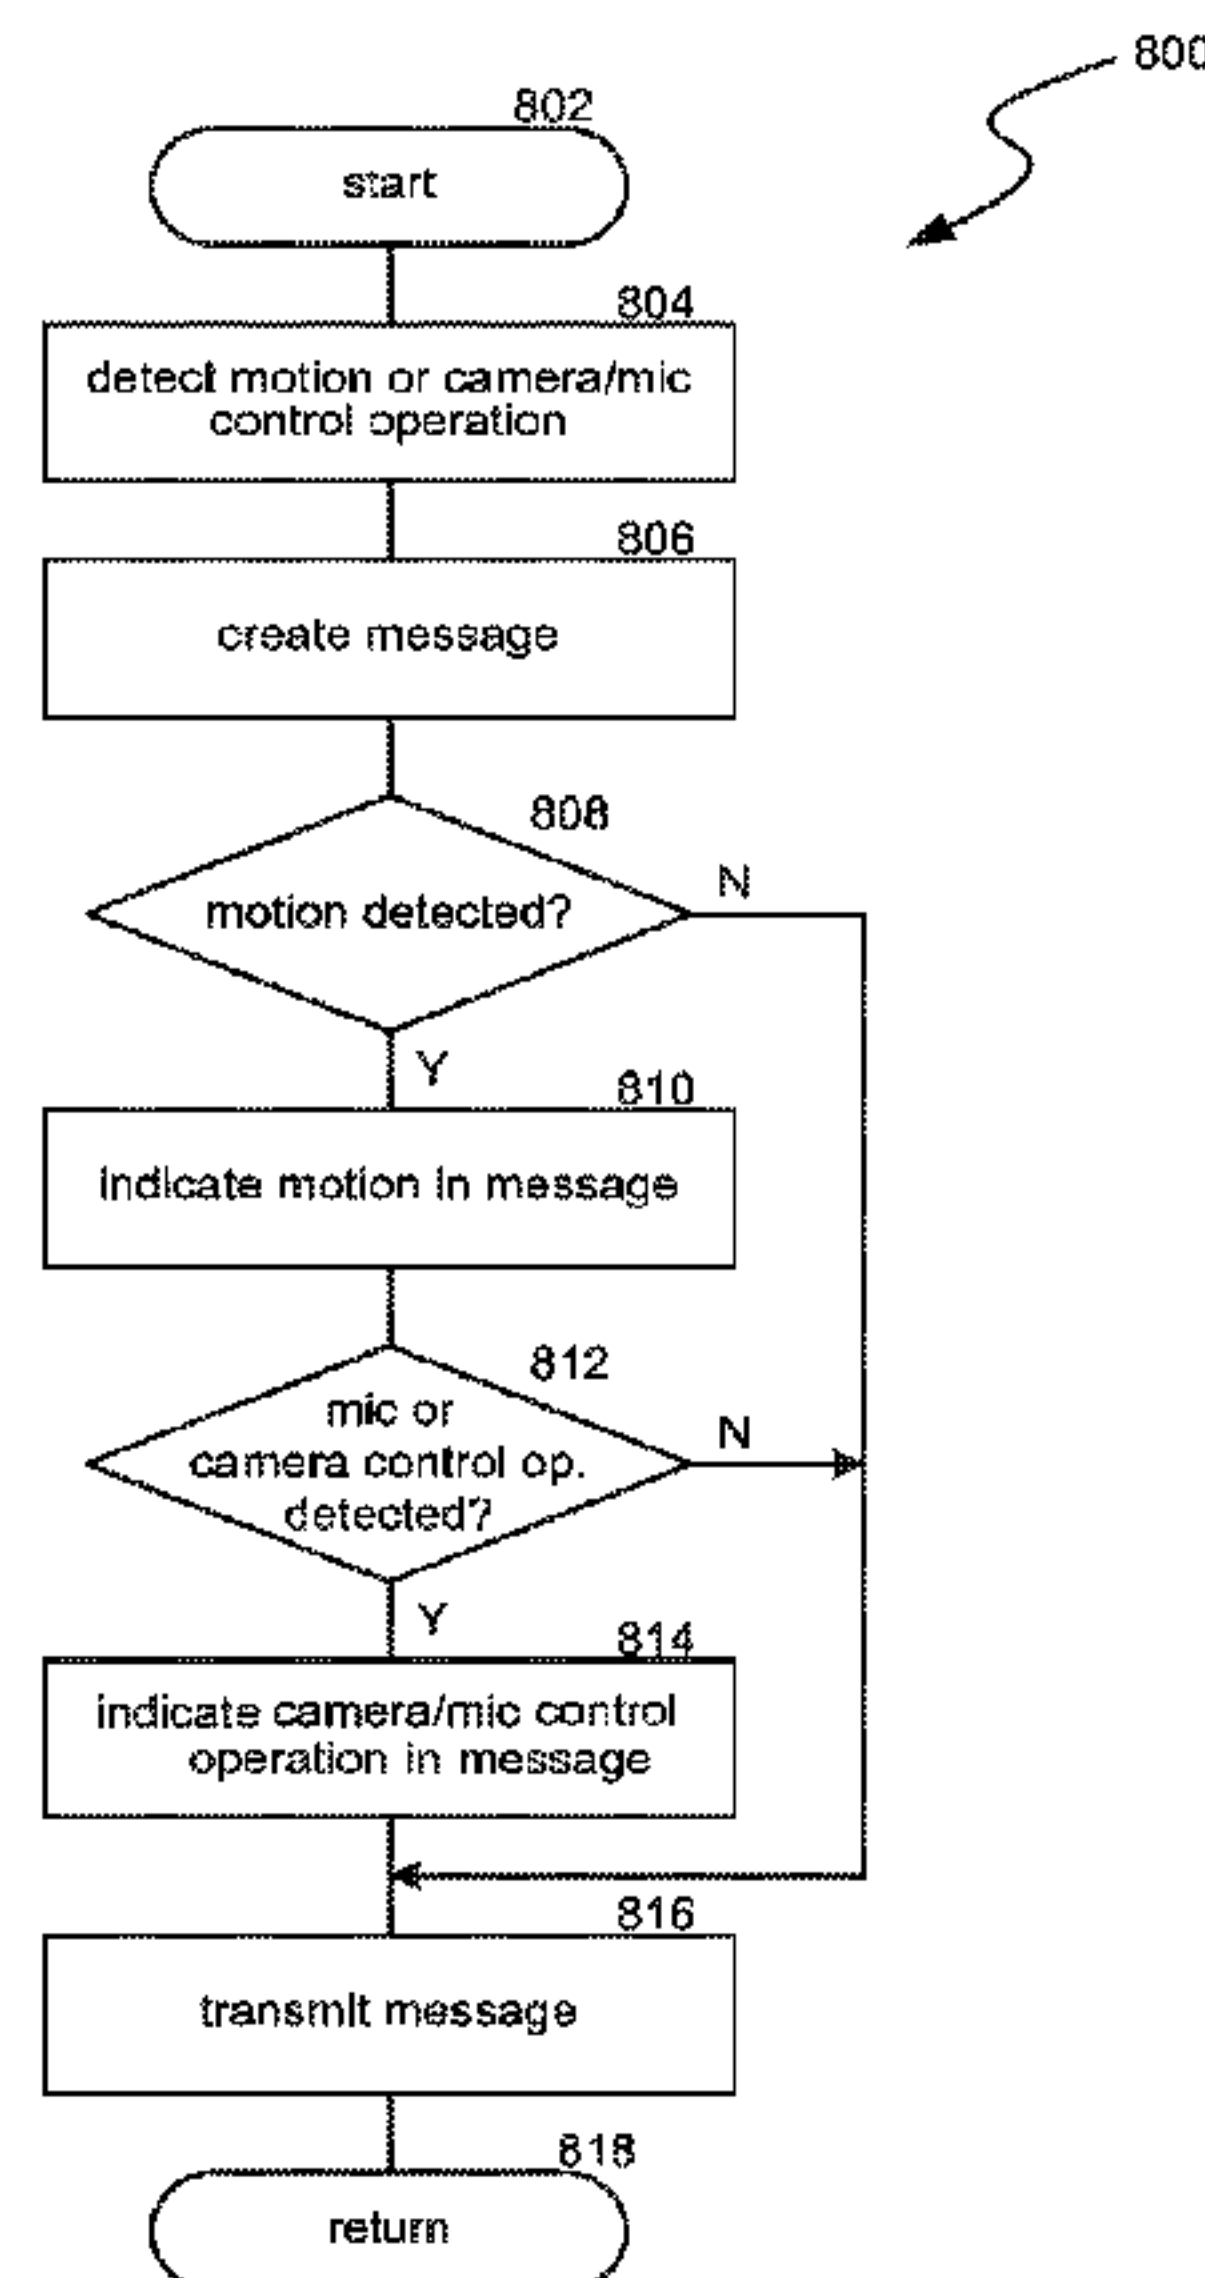 800
802
start
804
detect motion or camera/mic
control operation
806
create message
808
motion detected?
N
Y
810
indicate motion in message
812
mic or
camera control op.
detected?
N
Y
814
indicate camera/mic control
operation in message
816
transmit message
818
return